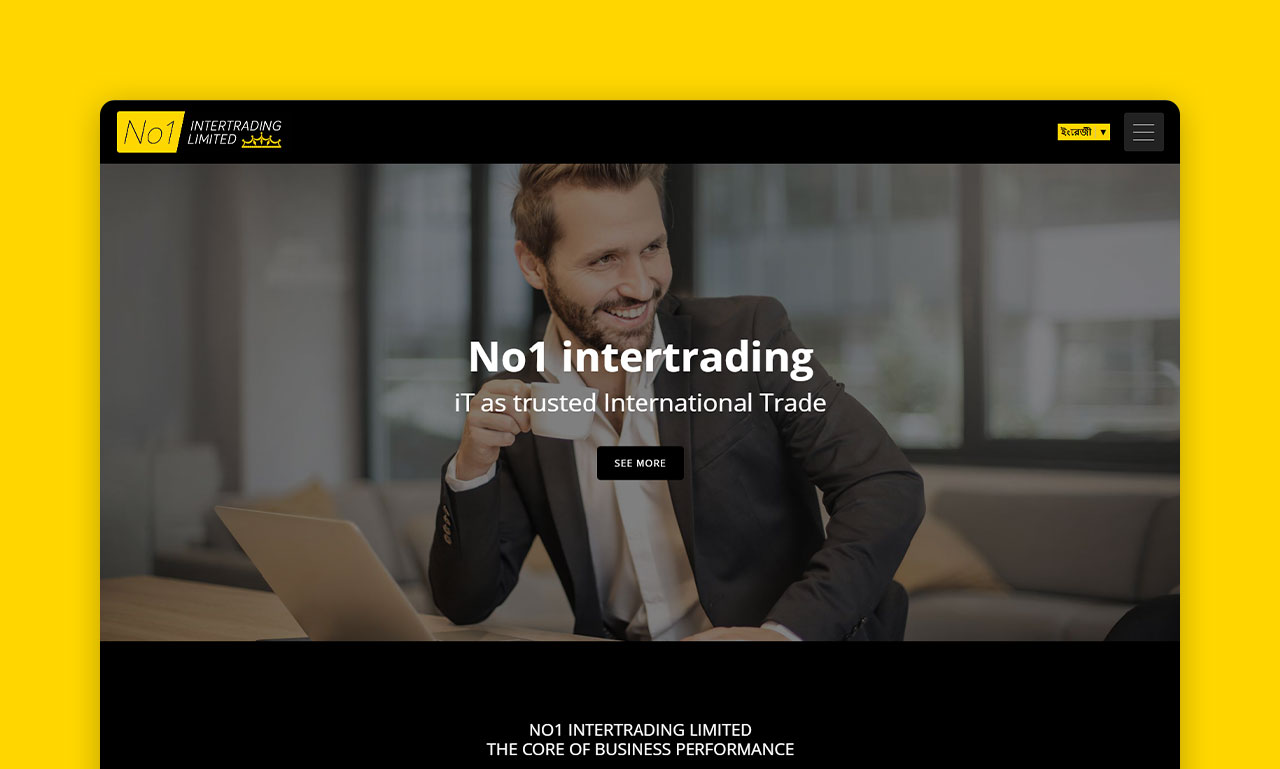 No1 INTERTRADING
LIMITED
ইংরেজী ▼
No1 intertrading
iT as trusted International Trade
SEE MORE
NO1 INTERTRADING LIMITED
THE CORE OF BUSINESS PERFORMANCE